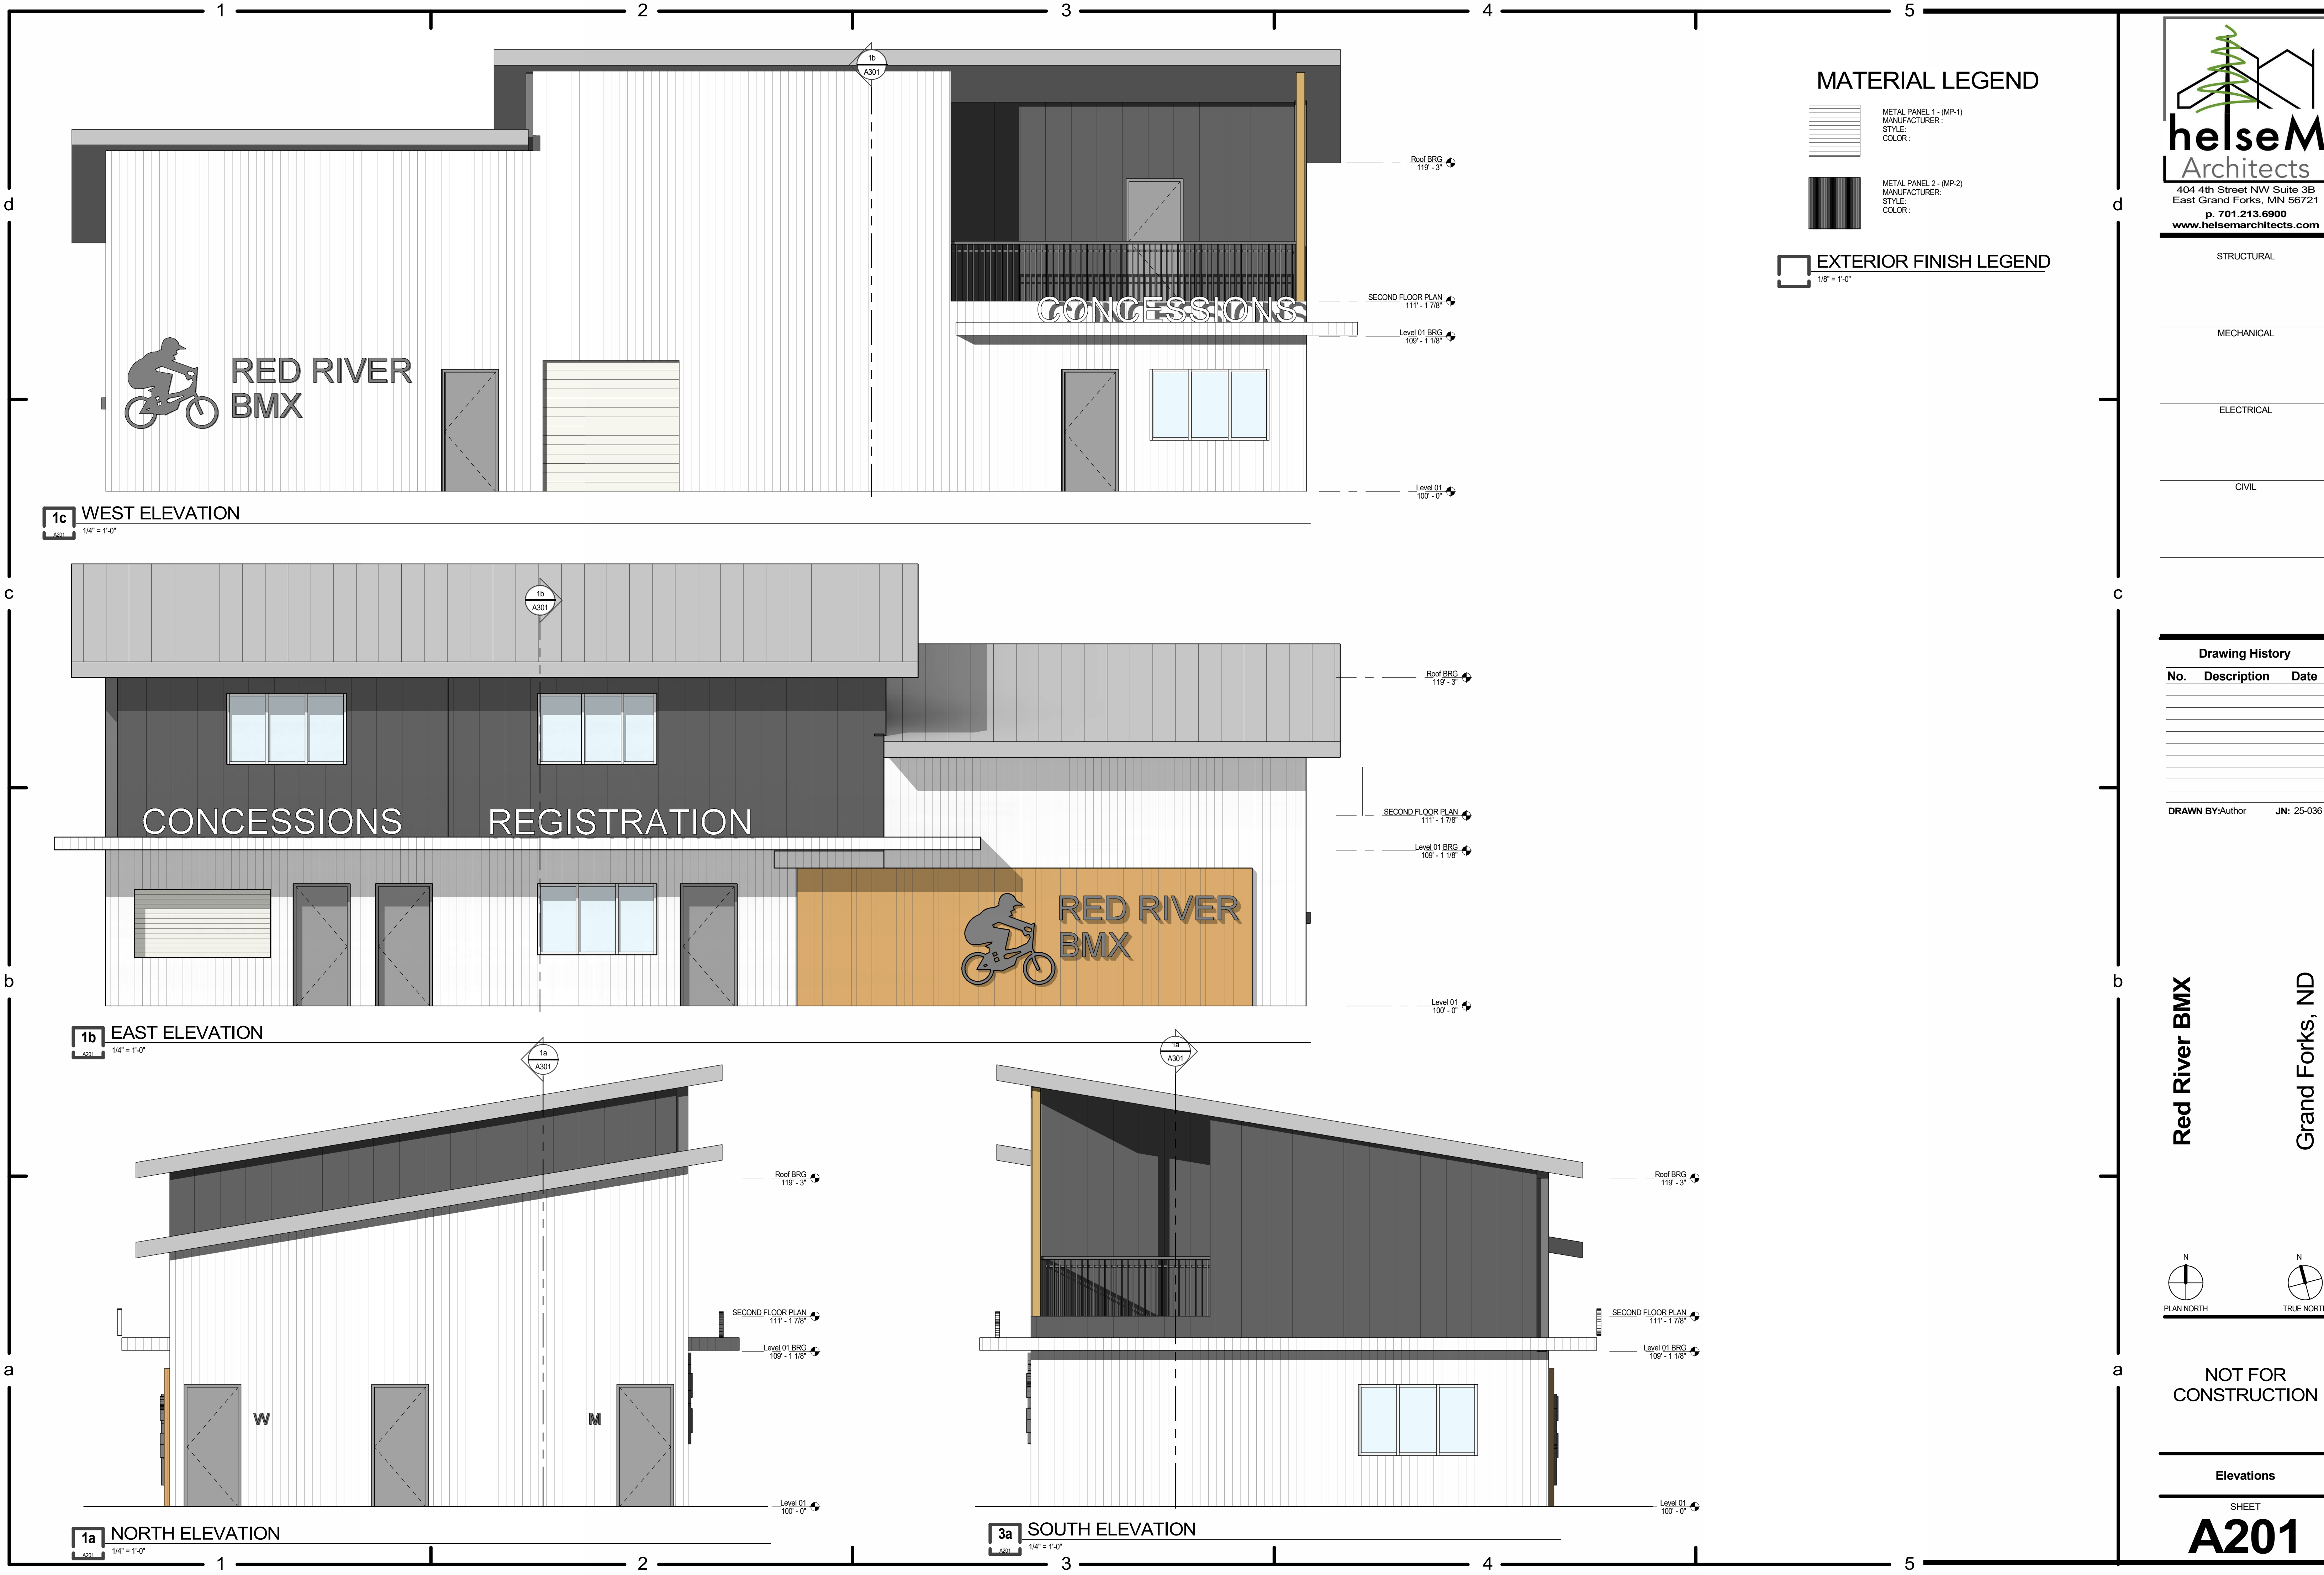 1 2 3 4 5
1b
A301
Roof BRG
119' - 3"
SECOND FLOOR PLAN
111' - 1 7/8"
CONCESSIONS
Level 01 BRG
109' - 1 1/8"
RED RIVER
BMX
Level 01
100' - 0"
1c
A201
WEST ELEVATION
1/4" = 1'-0"
MATERIAL LEGEND
METAL PANEL 1 - (MP-1)
MANUFACTURER :
STYLE:
COLOR :
METAL PANEL 2 - (MP-2)
MANUFACTURER:
STYLE:
COLOR :
EXTERIOR FINISH LEGEND
1/8" = 1'-0"
1b
A301
Roof BRG
119' - 3"
CONCESSIONS
REGISTRATION
SECOND FLOOR PLAN
111' - 1 7/8"
Level 01 BRG
109' - 1 1/8"
RED RIVER
BMX
Level 01
100' - 0"
1b
A201
EAST ELEVATION
1/4" = 1'-0"
1a
A301
Roof BRG
119' - 3"
SECOND FLOOR PLAN
111' - 1 7/8"
Level 01 BRG
109' - 1 1/8"
W
M
Level 01
100' - 0"
1a
A201
NORTH ELEVATION
1/4" = 1'-0"
1a
A301
Roof BRG
119' - 3"
SECOND FLOOR PLAN
111' - 1 7/8"
Level 01 BRG
109' - 1 1/8"
Level 01
100' - 0"
3a
A201
SOUTH ELEVATION
1/4" = 1'-0"
d
c
b
a
d
c
b
a
1 2 3 4 5
helseM
Architects
404 4th Street NW Suite 3B
East Grand Forks, MN 56721
p. 701.213.6900
www.helsemarchitects.com
STRUCTURAL
MECHANICAL
ELECTRICAL
CIVIL
Drawing History
No. Description Date
DRAWN BY:Author JN: 25-036
Red River BMX
Grand Forks, ND
N
PLAN NORTH
N
TRUE NORTH
NOT FOR
CONSTRUCTION
Elevations
SHEET
A201